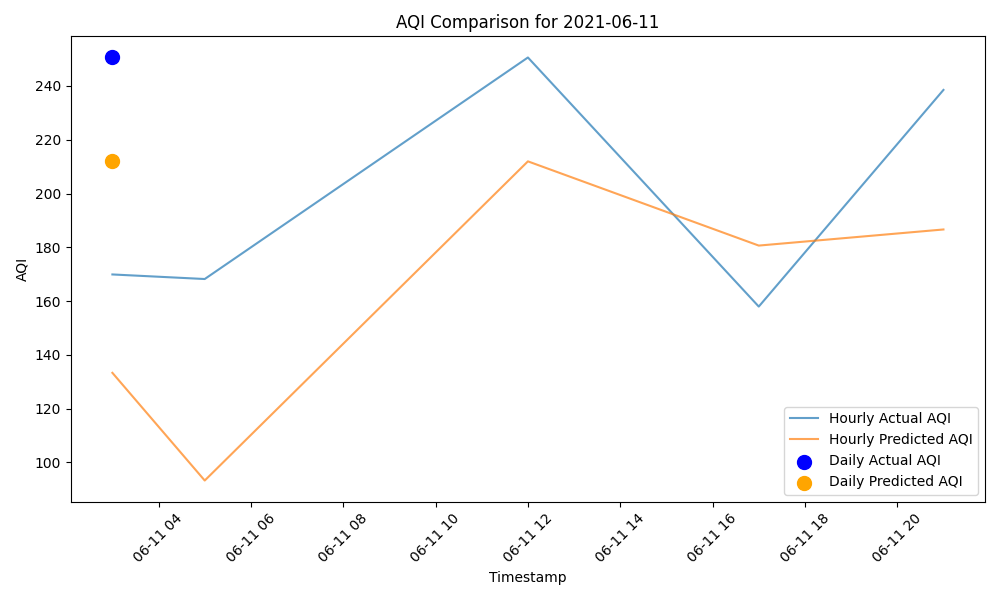 AQI Comparison for 2021-06-11
AQI
240
220
200
180
160
140
120
100
Hourly Actual AQI
Hourly Predicted AQI
Daily Actual AQI
Daily Predicted AQI
06-11 04
06-11 06
06-11 08
06-11 10
06-11 12
06-11 14
06-11 16
06-11 18
06-11 20
Timestamp